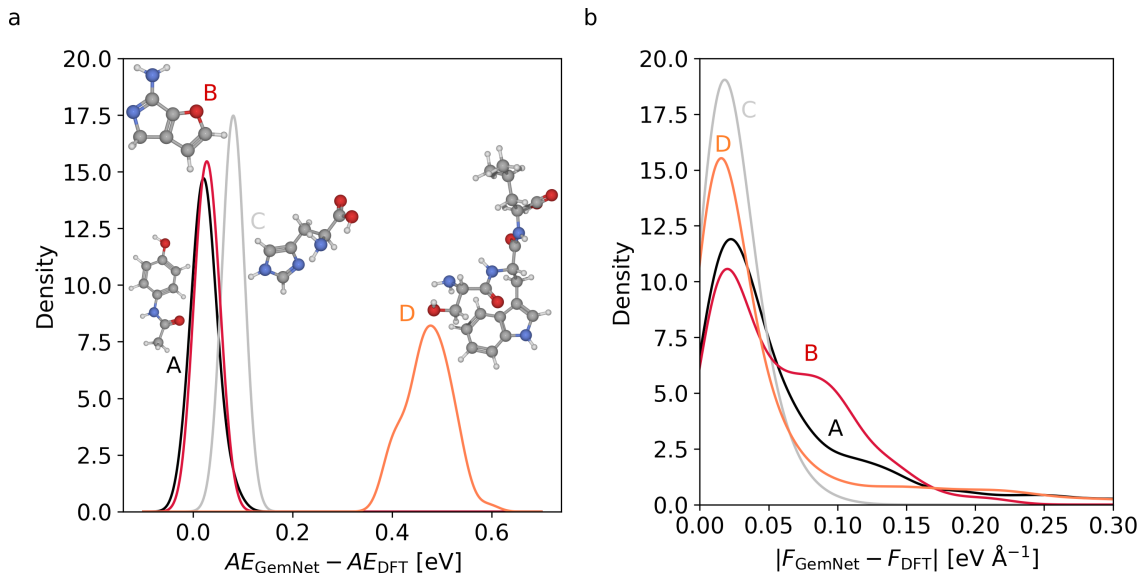 a
b
20.0
17.5
15.0
12.5
10.0
7.5
5.0
2.5
0.0
Density
B
C
D
A
0.0 0.2 0.4 0.6
AE_GemNet − AE_DFT [eV]
20.0
17.5
15.0
12.5
10.0
7.5
5.0
2.5
0.0
Density
C
D
B
A
0.00 0.05 0.10 0.15 0.20 0.25 0.30
|F_GemNet − F_DFT| [eV Å⁻¹]